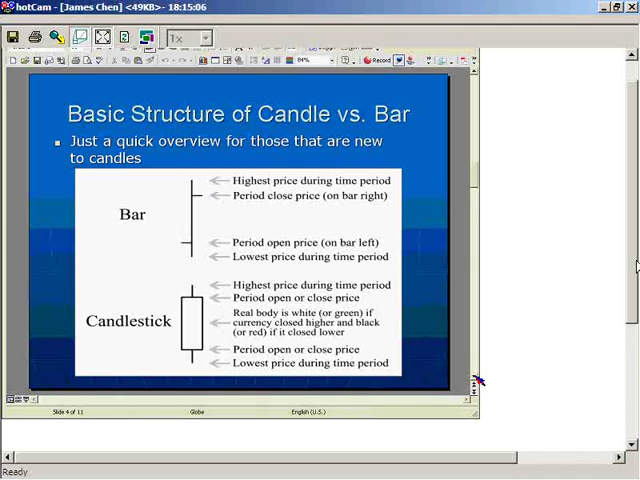 hotCam - [James Chen] <49KB>- 18:15:06
2
1x
84%
Record
Basic Structure of Candle vs. Bar
Just a quick overview for those that are new
to candles
Highest price during time period
Period close price (on bar right)
Bar
Period open price (on bar left)
Lowest price during time period
Highest price during time period
Period open or close price
Real body is white (or green) if
Candlestick
currency closed higher and black
(or red) if it closed lower
Period open or close price
Lowest price during time period
Slide 4 of 11
Globe
English (U.S.)
Ready